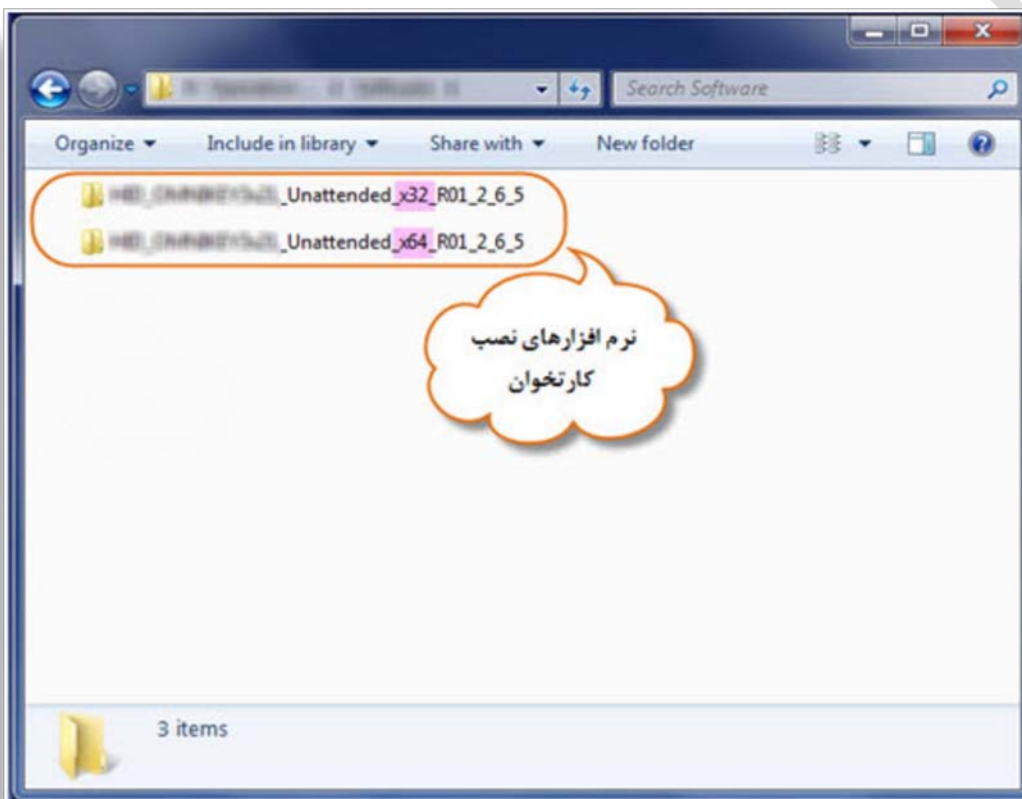 Search Software
Organize Include in library Share with New folder
_Unattended_x32_R01_2_6_5
_Unattended_x64_R01_2_6_5
نرم افزارهای نصب
کارتخوان
3 items